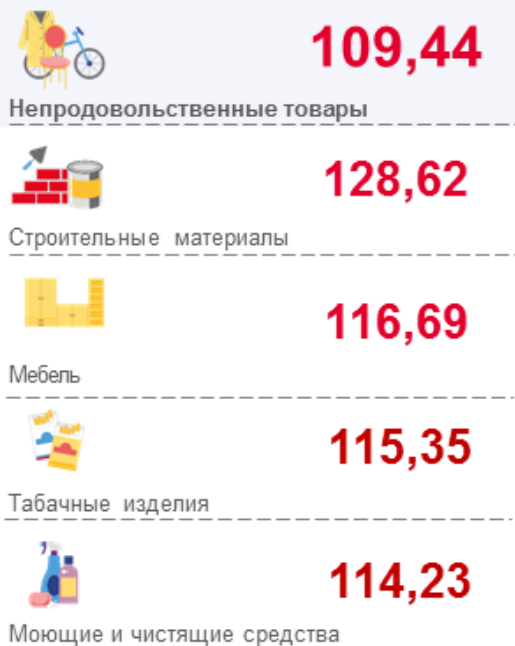 109,44
Непродовольственные товары
128,62
Строительные материалы
116,69
Мебель
115,35
Табачные изделия
114,23
Моющие и чистящие средства